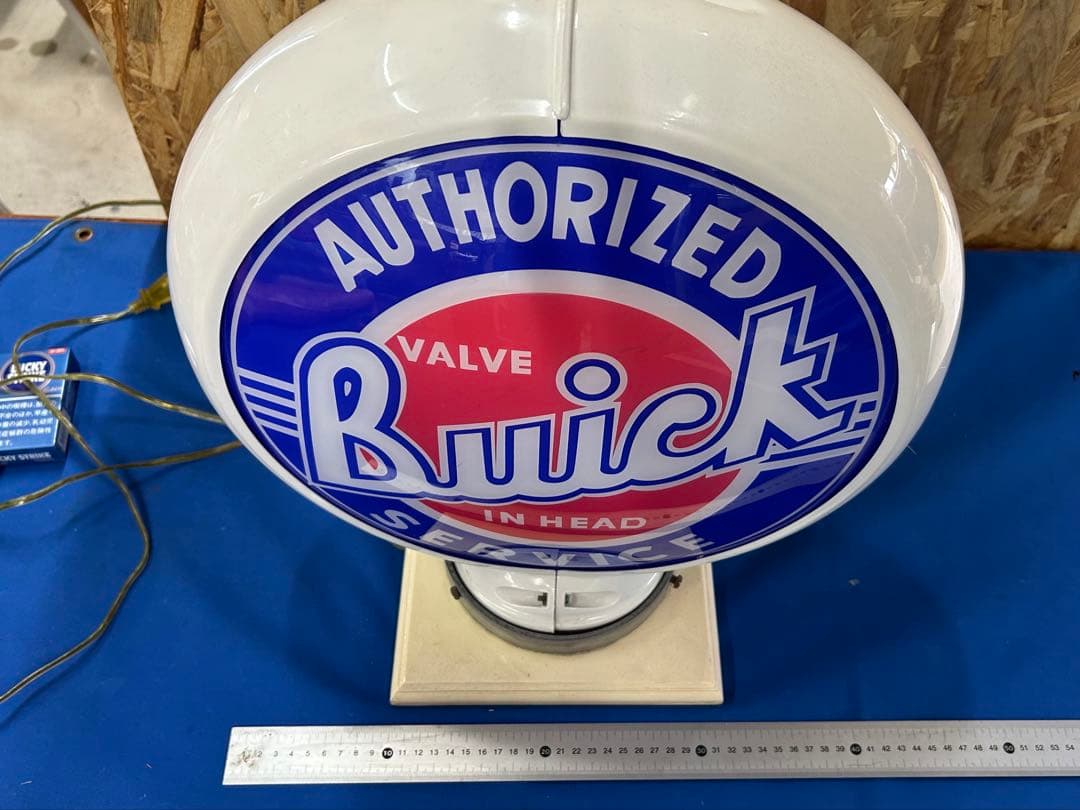 AUTHORIZED
VALVE
Buick
IN HEAD
SERVICE
LUCKY
CKY STRIKE
1 2 3 4 5 6 7 8 9 10 11 12 13 14 15 16 17 18 19 20 21 22 23 24 25 26 27 28 29 30 31 32 33 34 35 36 37 38 39 40 41 42 43 44 45 46 47 48 49 50 51 52 53 54